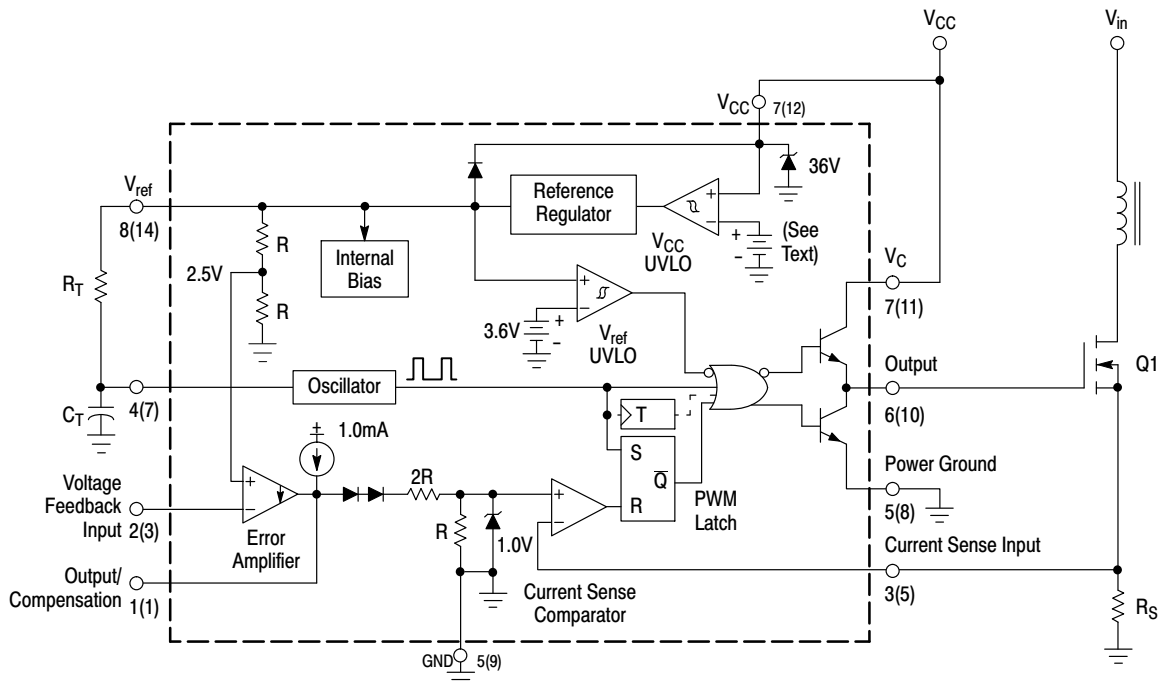 VCC
Vin
VCC
7(12)
36V
Vref
8(14)
Reference
Regulator
+
−
(See
Text)
+
-
VCC
UVLO
R
Internal
Bias
2.5V
R
RT
VC
7(11)
+
−
3.6V
+
-
Vref
UVLO
Output
Q1
Oscillator
4(7)
CT
6(10)
T
1.0mA
+
S
Q
R
PWM
Latch
Power Ground
5(8)
Voltage
Feedback
Input
2(3)
+
−
Error
Amplifier
2R
R
1.0V
+
−
Current Sense
Comparator
Current Sense Input
3(5)
Output/
Compensation
1(1)
RS
GND
5(9)